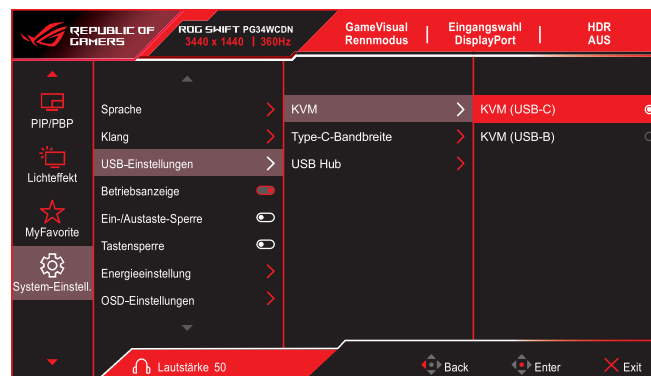 REPUBLIC OF
GAMERS
ROG SWIFT PG34WCDN
3440 x 1440 | 360Hz
GameVisual
Rennmodus
Eingangswahl
DisplayPort
HDR
AUS
PIP/PBP
Lichteffekt
MyFavorite
System-Einstell.
Sprache
Klang
USB-Einstellungen
Betriebsanzeige
Ein-/Austaste-Sperre
Tastensperre
Energieeinstellung
OSD-Einstellungen
KVM
Type-C-Bandbreite
USB Hub
KVM (USB-C)
KVM (USB-B)
Lautstärke 50
Back
Enter
Exit